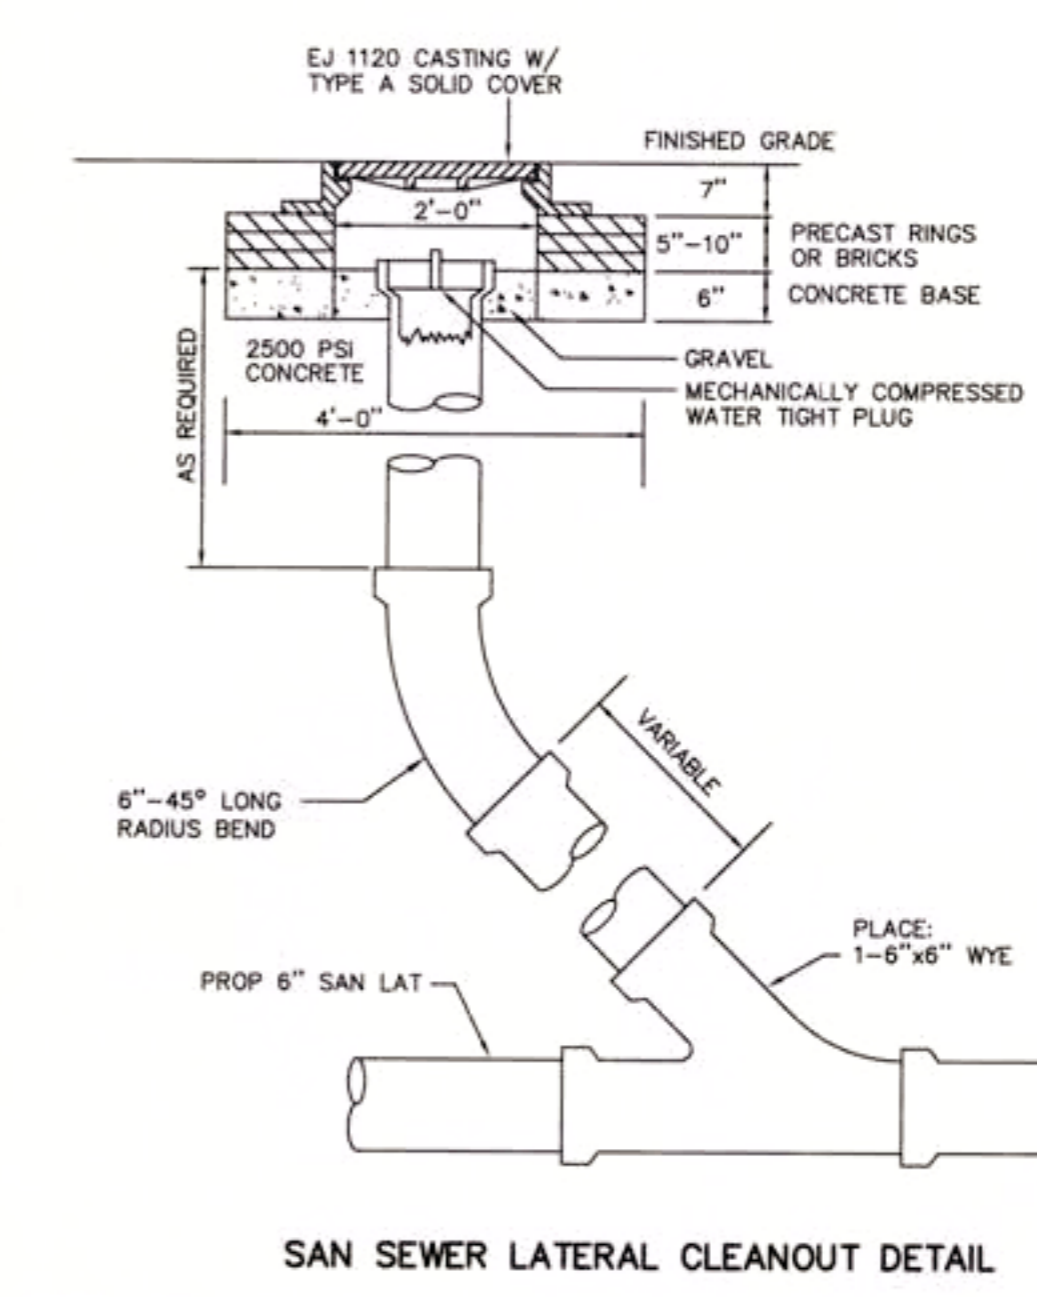 EJ 1120 CASTING W/
TYPE A SOLID COVER
FINISHED GRADE
7"
2'-0"
5"-10"
PRECAST RINGS
OR BRICKS
6"
CONCRETE BASE
2500 PSI
CONCRETE
GRAVEL
MECHANICALLY COMPRESSED
WATER TIGHT PLUG
4'-0"
AS REQUIRED
VARIABLE
6"-45° LONG
RADIUS BEND
PLACE:
1-6"x6" WYE
PROP 6" SAN LAT
SAN SEWER LATERAL CLEANOUT DETAIL